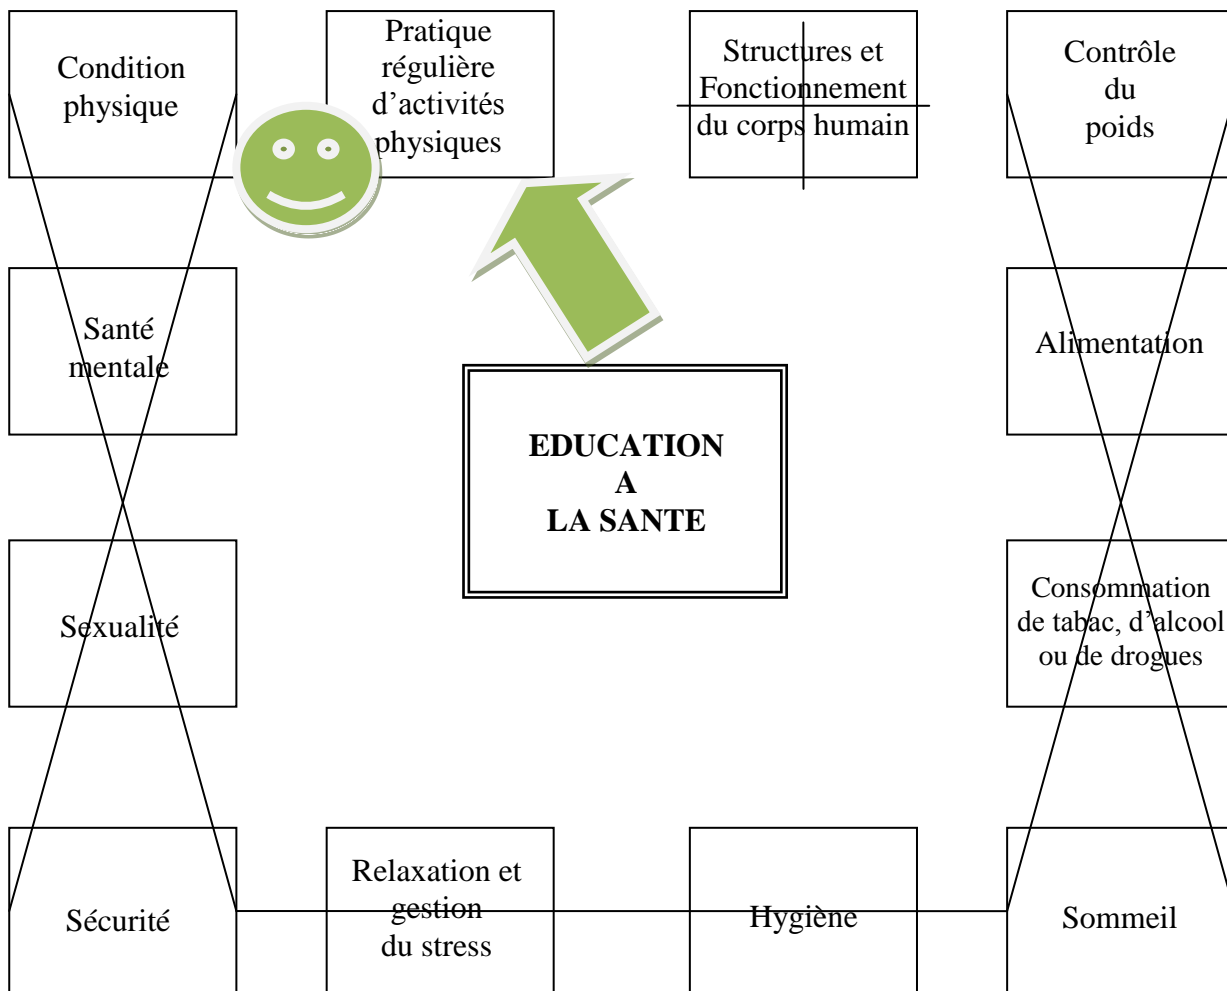 Condition
physique
Pratique
régulière
d’activités
physiques
Structures et
Fonctionnement
du corps humain
Contrôle
du
poids
Santé
mentale
Alimentation
EDUCATION
A
LA SANTE
Sexualité
Consommation
de tabac, d’alcool
ou de drogues
Sécurité
Relaxation et
gestion
du stress
Hygiène
Sommeil